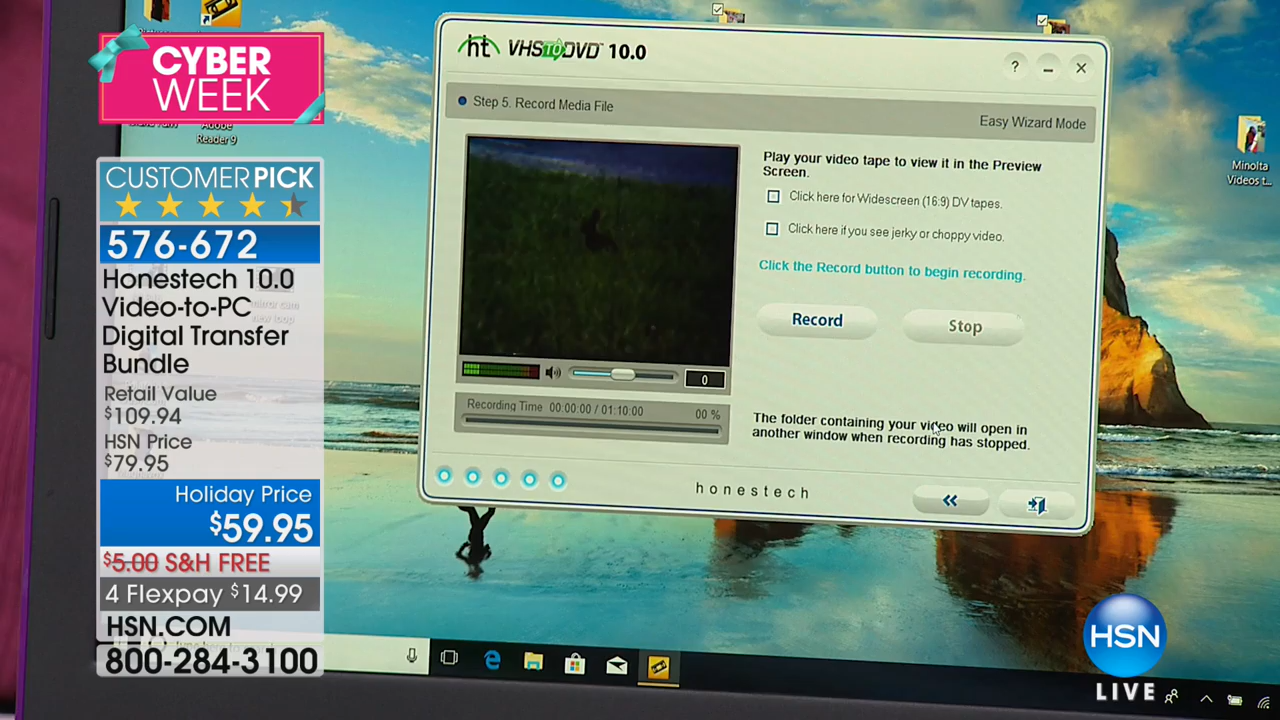 CYBER
WEEK
CUSTOMER PICK
576-672
Honestech 10.0
Video-to-PC
Digital Transfer
Bundle
Retail Value
$109.94
HSN Price
$79.95
Holiday Price
$59.95
$5.00 S&H FREE
4 Flexpay $14.99
HSN.COM
800-284-3100
Adobe
Reader 9
ht VHSTODVD 10.0
? _ X
Step 5. Record Media File
Easy Wizard Mode
Play your video tape to view it in the Preview
Screen.
Click here for Widescreen (16:9) DV tapes.
Click here if you see jerky or choppy video.
Click the Record button to begin recording.
Record
Stop
0
Recording Time 00:00:00 / 01:10:00 00 %
The folder containing your video will open in
another window when recording has stopped.
honestech
Minolta
Videos t...
HSN
LIVE